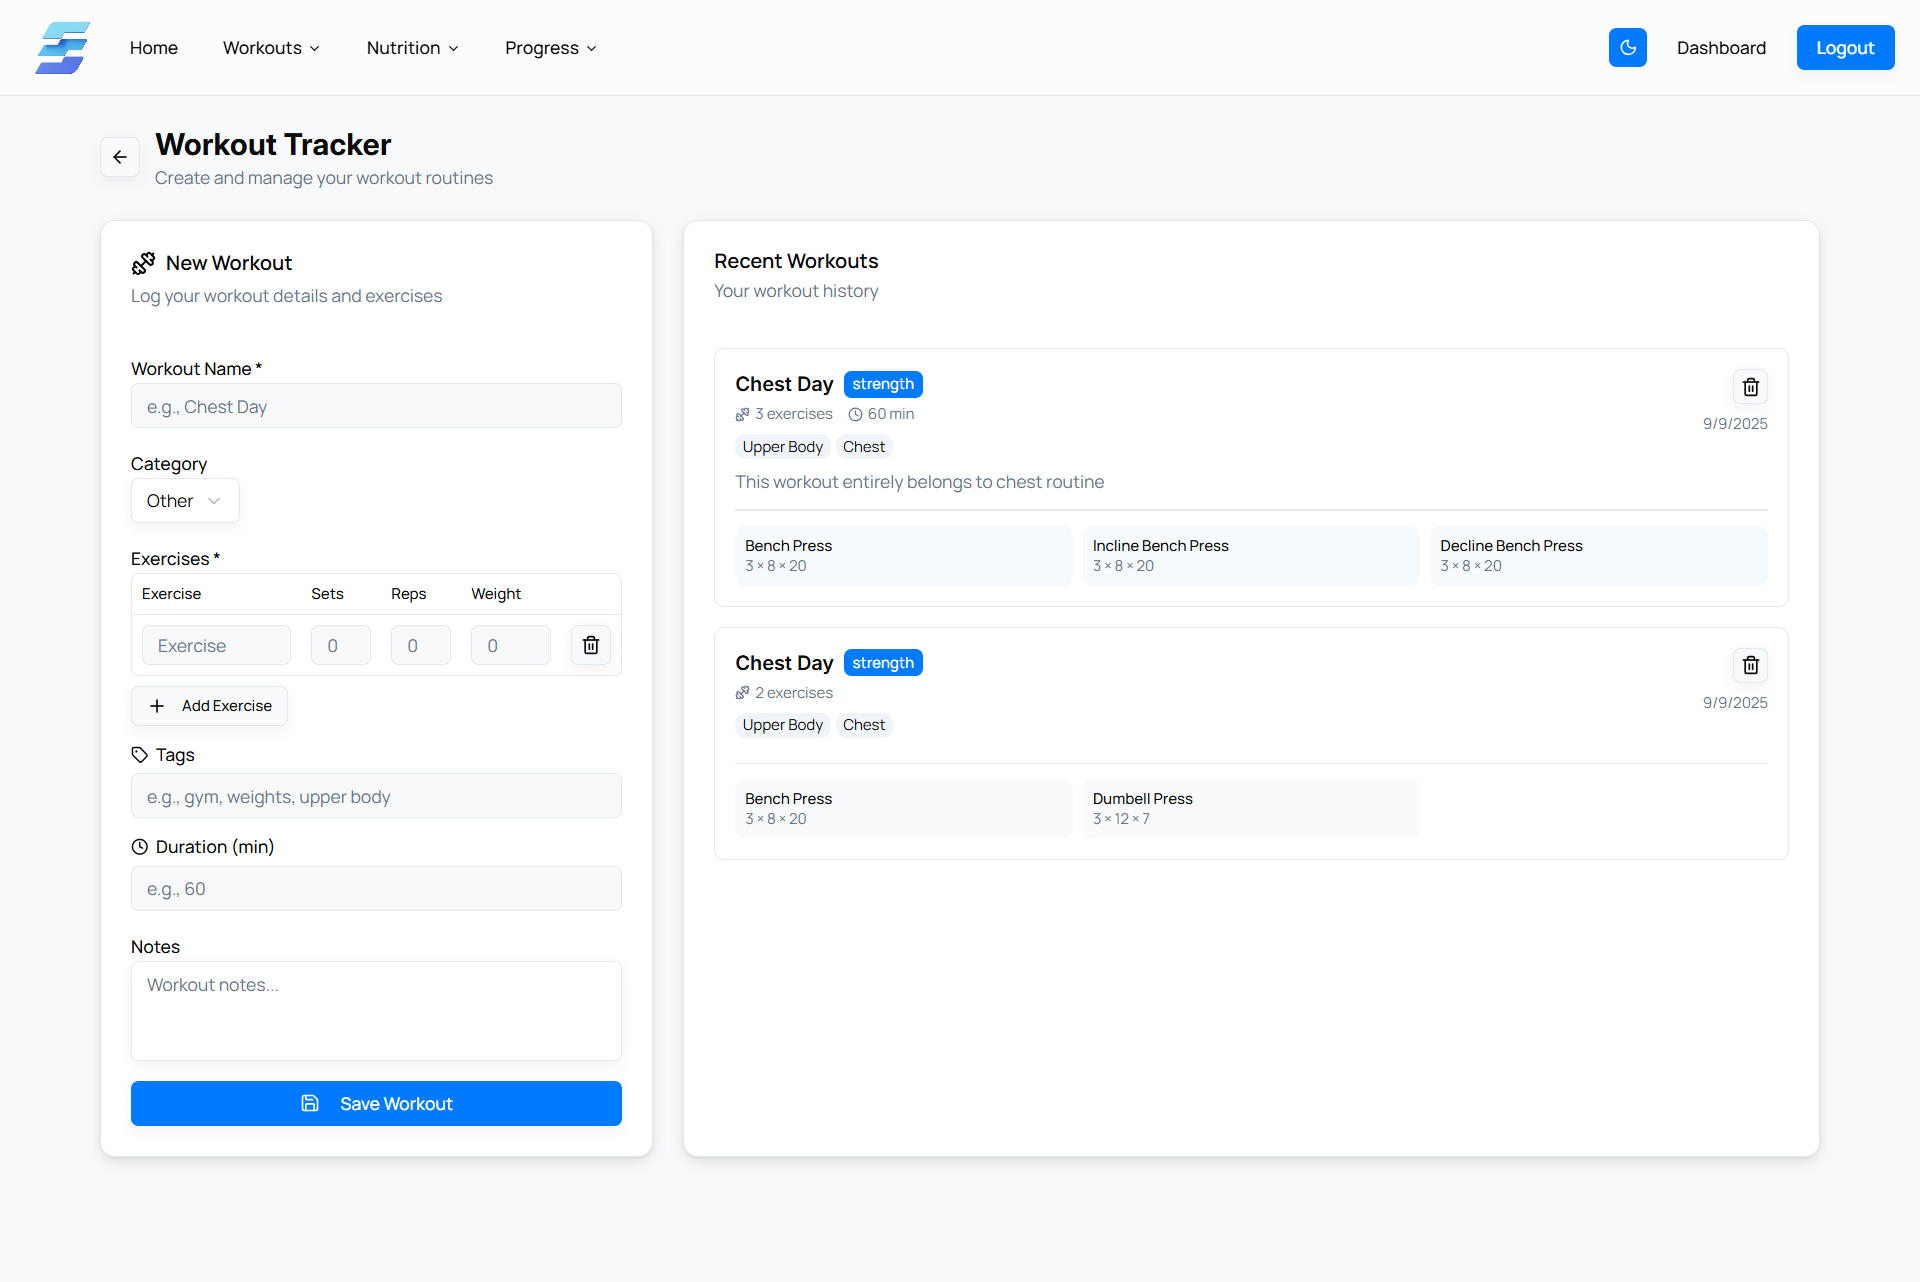 Home
Workouts
Nutrition
Progress
Dashboard
Logout
Workout Tracker
Create and manage your workout routines
New Workout
Log your workout details and exercises
Workout Name *
e.g., Chest Day
Category
Other
Exercises *
Exercise Sets Reps Weight
Exercise 0 0 0
Add Exercise
Tags
e.g., gym, weights, upper body
Duration (min)
e.g., 60
Notes
Workout notes...
Save Workout
Recent Workouts
Your workout history
Chest Day strength
3 exercises 60 min
9/9/2025
Upper Body Chest
This workout entirely belongs to chest routine
Bench Press
3 × 8 × 20
Incline Bench Press
3 × 8 × 20
Decline Bench Press
3 × 8 × 20
Chest Day strength
2 exercises
9/9/2025
Upper Body Chest
Bench Press
3 × 8 × 20
Dumbell Press
3 × 12 × 7